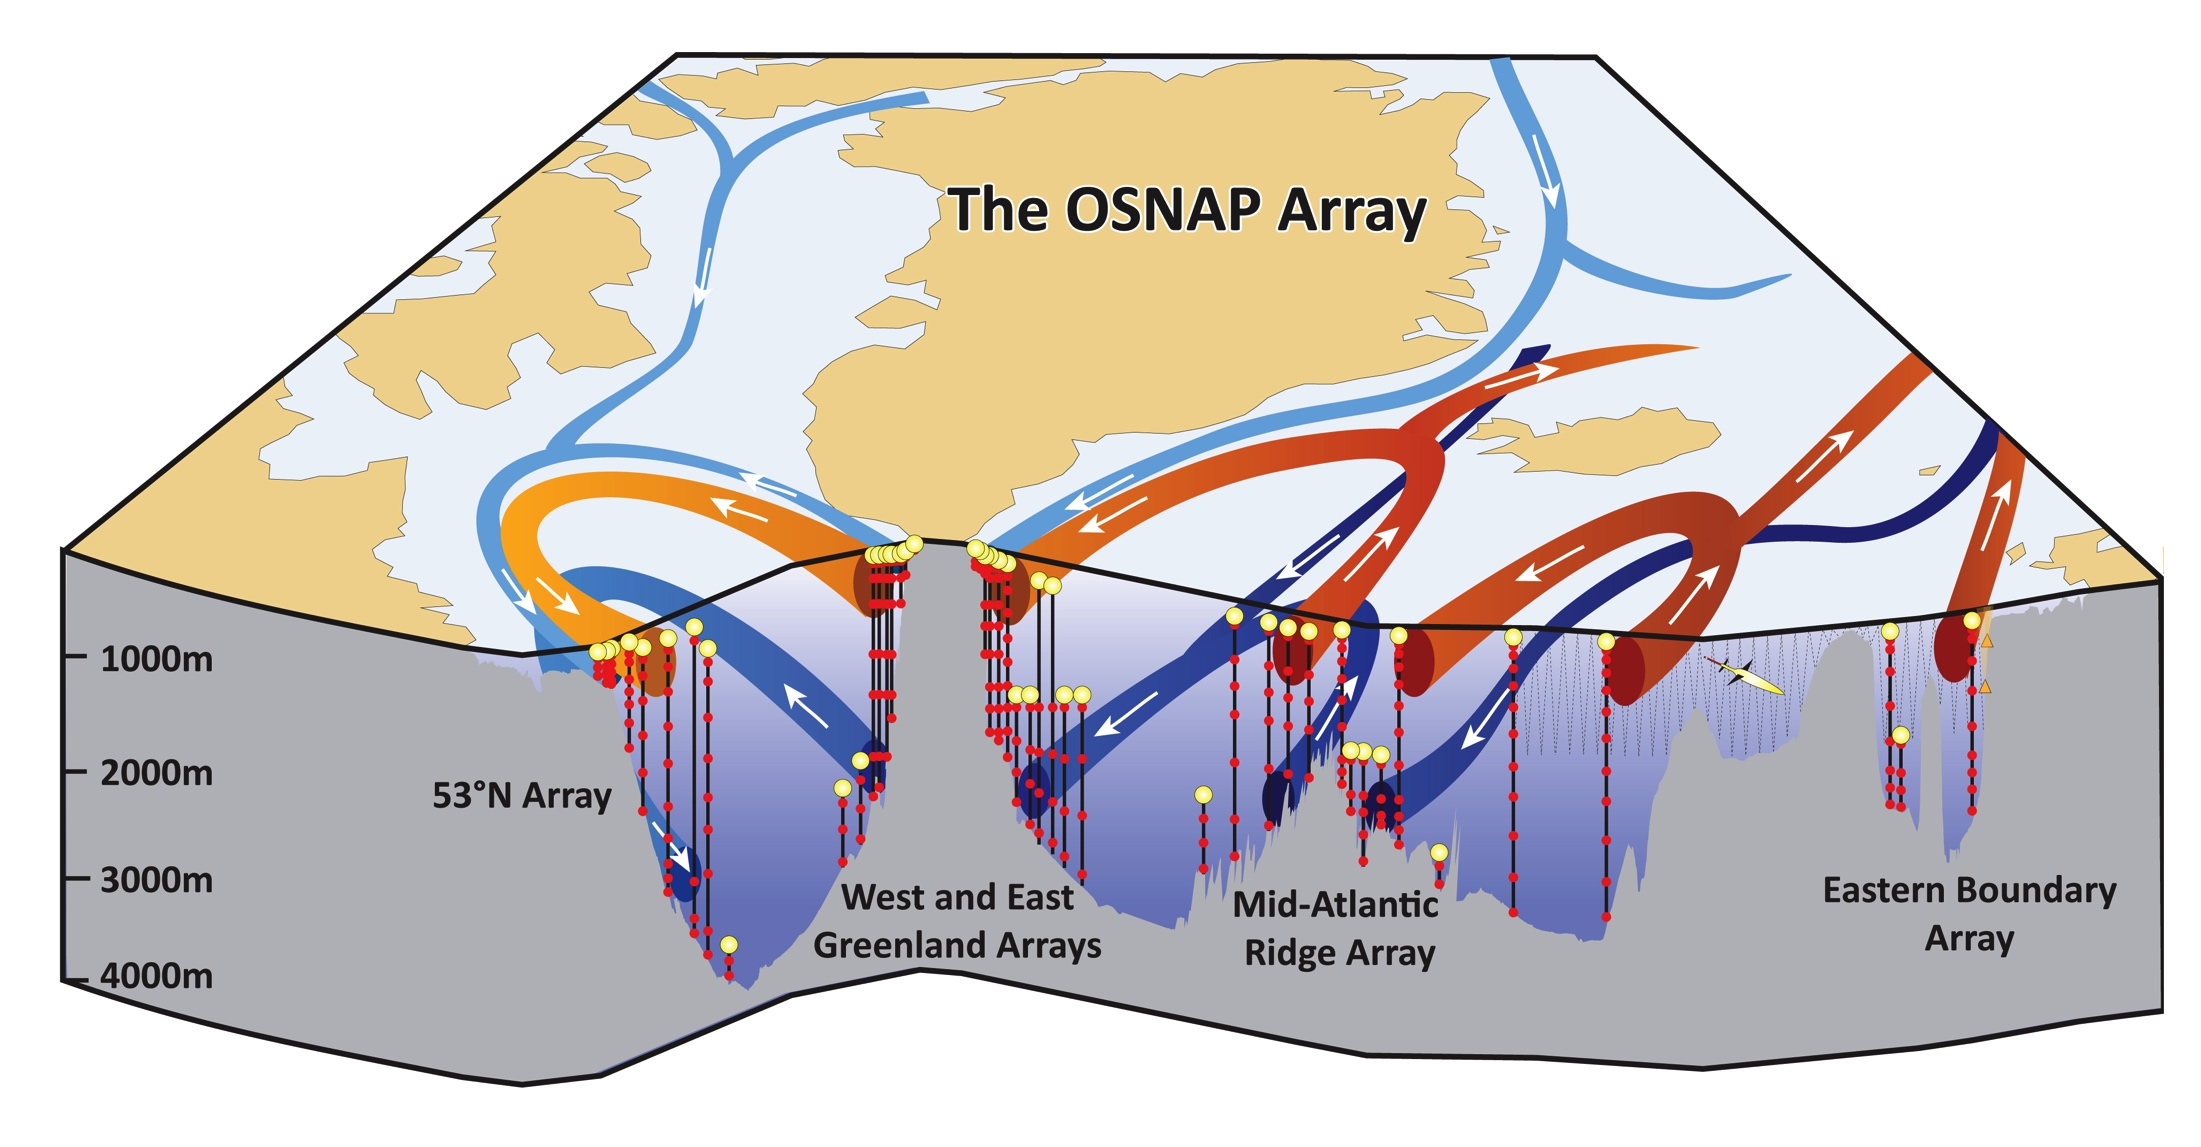 The OSNAP Array
1000m
2000m
3000m
4000m
53°N Array
West and East
Greenland Arrays
Mid-Atlantic
Ridge Array
Eastern Boundary
Array